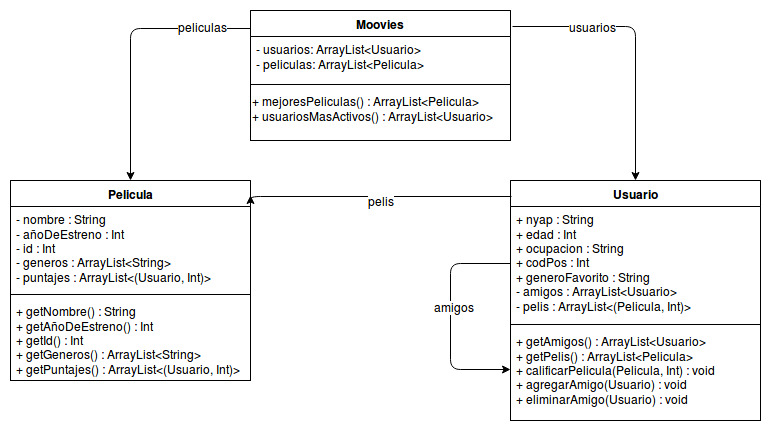 Moovies
- usuarios: ArrayList<Usuario>
- peliculas: ArrayList<Pelicula>
+ mejoresPeliculas() : ArrayList<Pelicula>
+ usuariosMasActivos() : ArrayList<Usuario>
peliculas
usuarios
Pelicula
- nombre : String
- añoDeEstreno : Int
- id : Int
- generos : ArrayList<String>
- puntajes : ArrayList<(Usuario, Int)>
+ getNombre() : String
+ getAñoDeEstreno() : Int
+ getId() : Int
+ getGeneros() : ArrayList<String>
+ getPuntajes() : ArrayList<(Usuario, Int)>
pelis
Usuario
+ nyap : String
+ edad : Int
+ ocupacion : String
+ codPos : Int
+ generoFavorito : String
- amigos : ArrayList<Usuario>
- pelis : ArrayList<(Pelicula, Int)>
+ getAmigos() : ArrayList<Usuario>
+ getPelis() : ArrayList<Pelicula>
+ calificarPelicula(Pelicula, Int) : void
+ agregarAmigo(Usuario) : void
+ eliminarAmigo(Usuario) : void
amigos